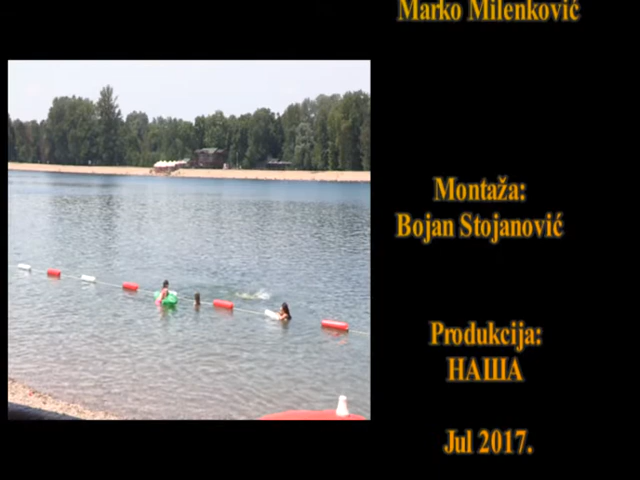 Marko Milenković
Montaža:
Bojan Stojanović
Produkcija:
НАША
Jul 2017.